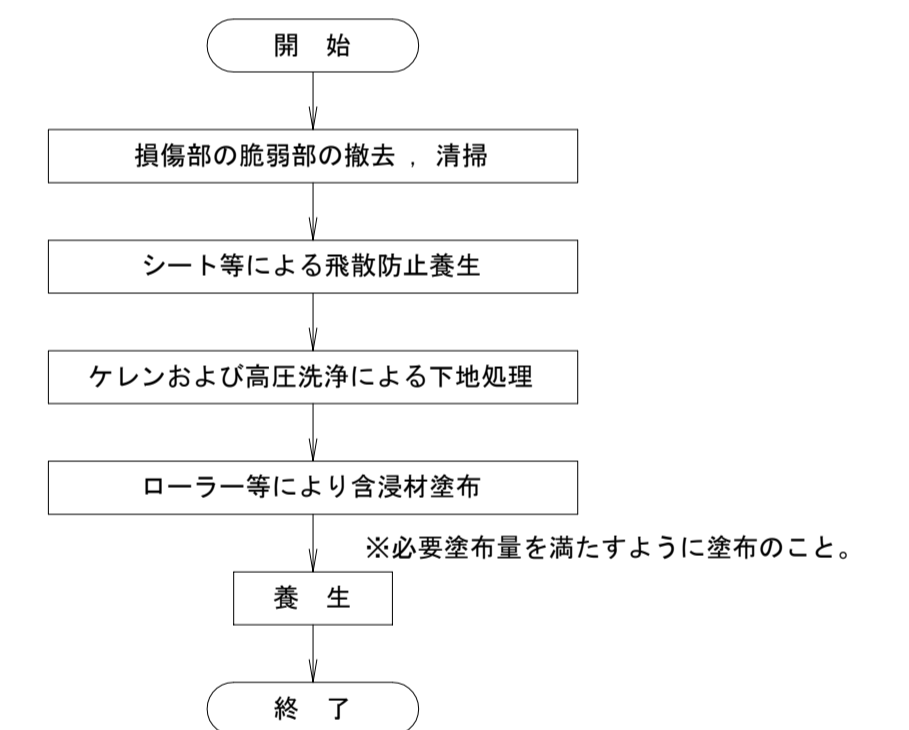 開　始
損傷部の脆弱部の撤去，清掃
シート等による飛散防止養生
ケレンおよび高圧洗浄による下地処理
ローラー等により含浸材塗布
※必要塗布量を満たすように塗布のこと。
養　生
終　了